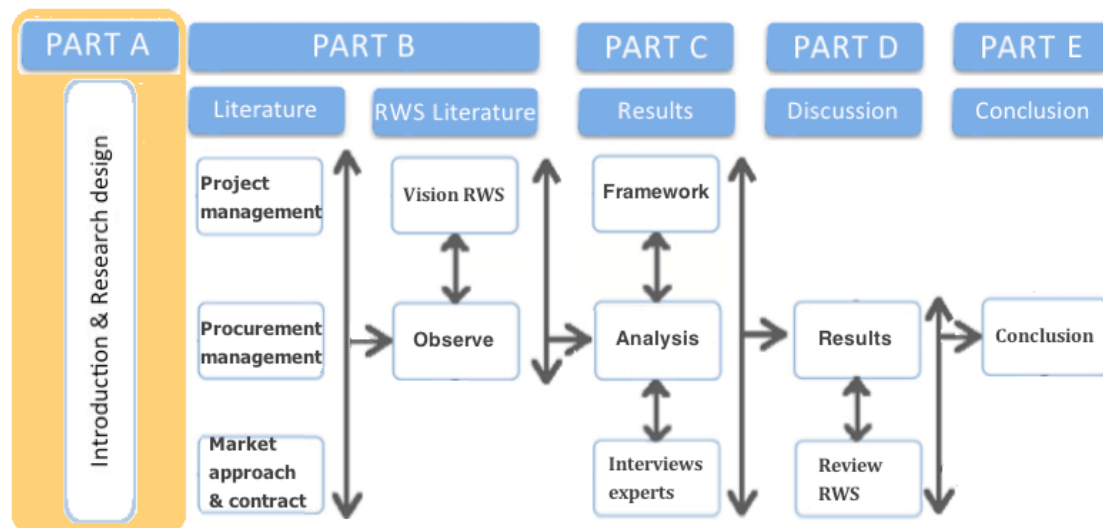 PART A
PART B
PART C
PART D
PART E
Literature
RWS Literature
Results
Discussion
Conclusion
Introduction & Research design
Project
management
Vision RWS
Framework
Procurement
management
Observe
Analysis
Results
Conclusion
Market
approach
& contract
Interviews
experts
Review
RWS